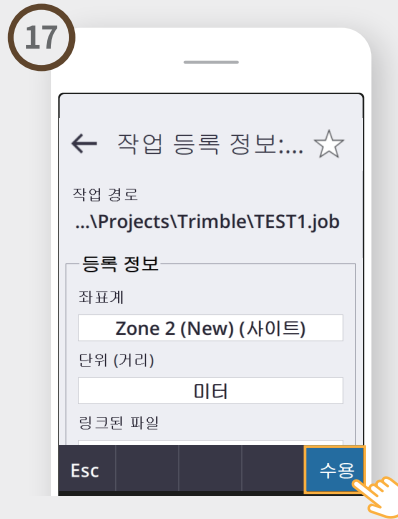 17
작업 등록 정보:...
작업 경로
...\Projects\Trimble\TEST1.job
등록 정보
좌표계
Zone 2 (New) (사이트)
단위 (거리)
미터
링크된 파일
Esc 수용